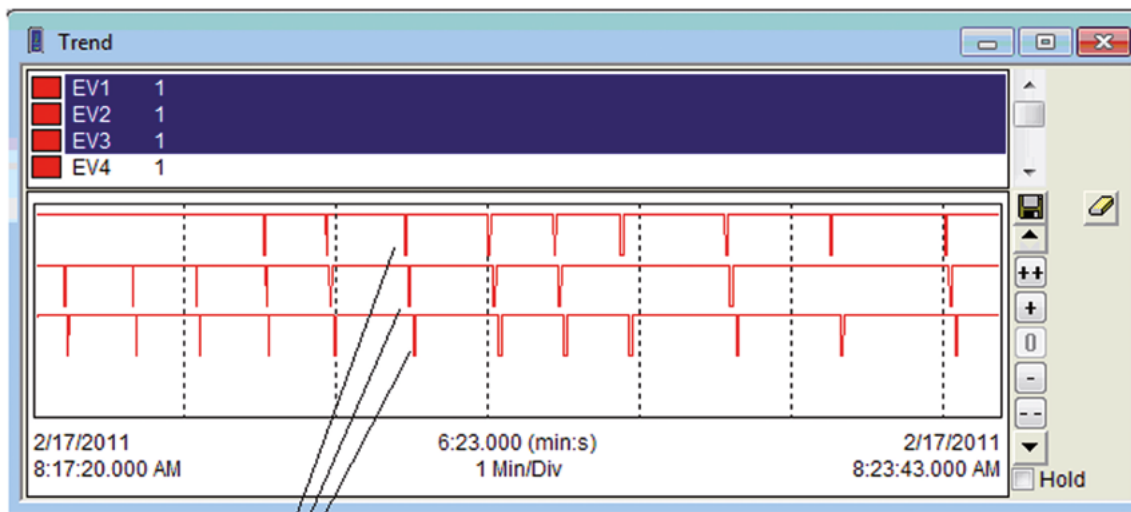 Trend
EV1 1
EV2 1
EV3 1
EV4 1
++
+
0
-
--
2/17/2011 6:23.000 (min:s) 2/17/2011
8:17:20.000 AM 1 Min/Div 8:23:43.000 AM
Hold